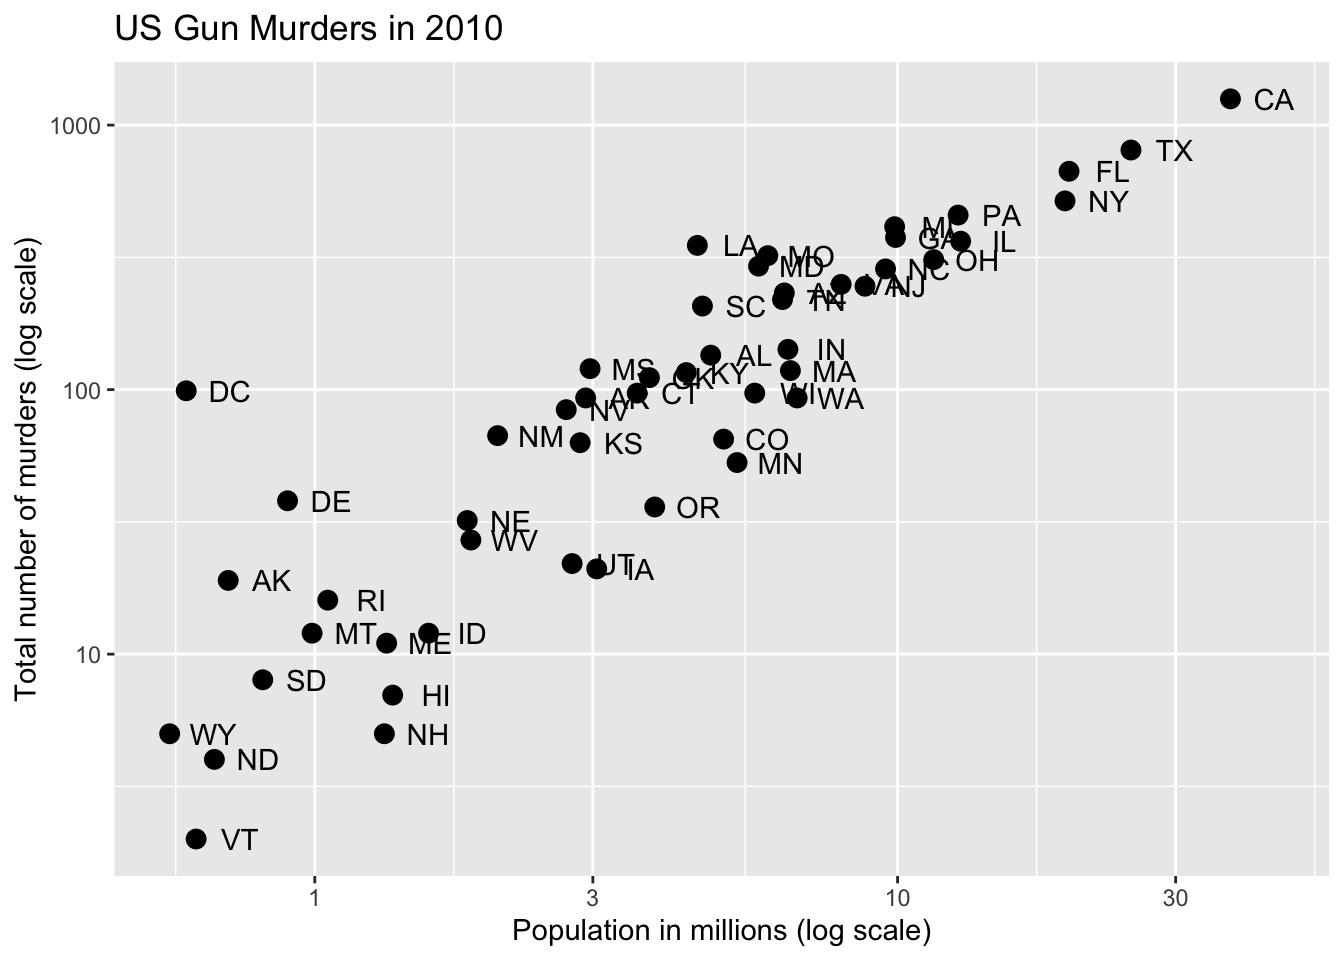 US Gun Murders in 2010
Total number of murders (log scale)
1000
100
10
CA
TX
FL
NY
PA
MI
GA
IL
OH
LA
MO
MD
NC
VA
NJ
AZ
TN
SC
IN
AL
MA
MS
OK
KY
DC
AR
CT
WI
WA
NV
NM
KS
CO
MN
DE
OR
NE
WV
UT
IA
AK
RI
MT
ME
ID
SD
HI
WY
NH
ND
VT
1
3
10
30
Population in millions (log scale)